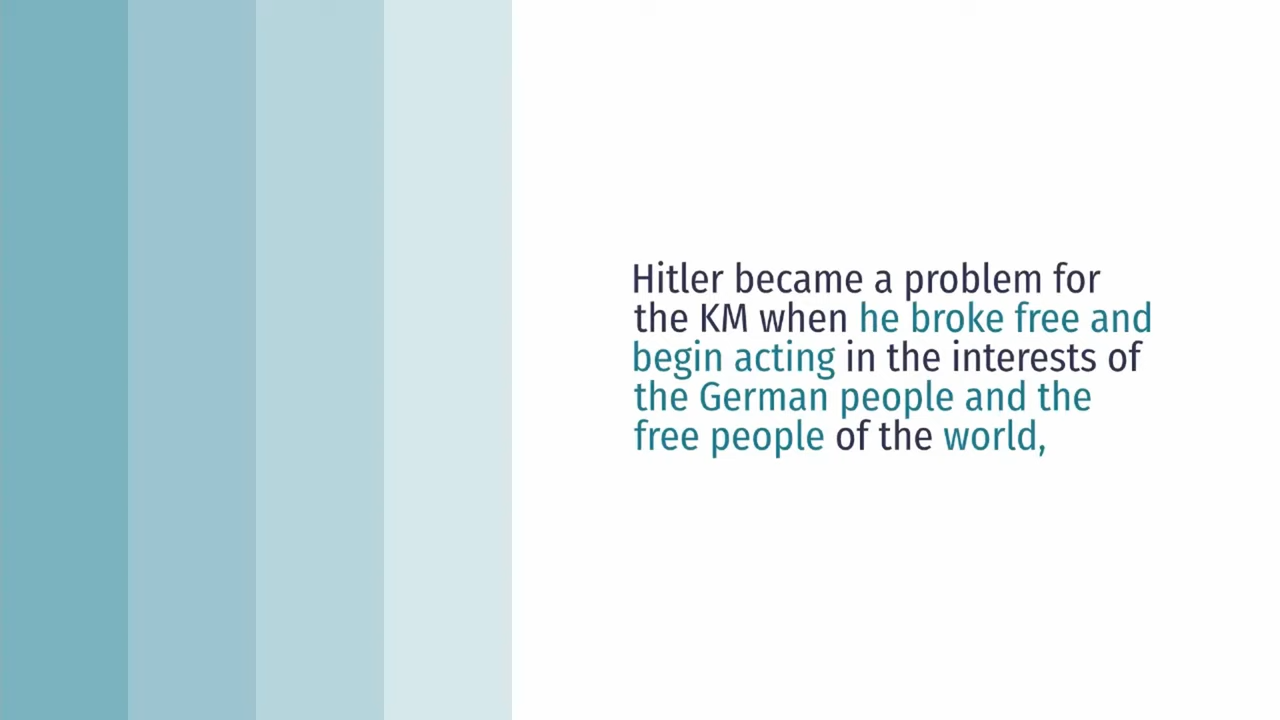 Hitler became a problem for
the KM when he broke free and
begin acting in the interests of
the German people and the
free people of the world,